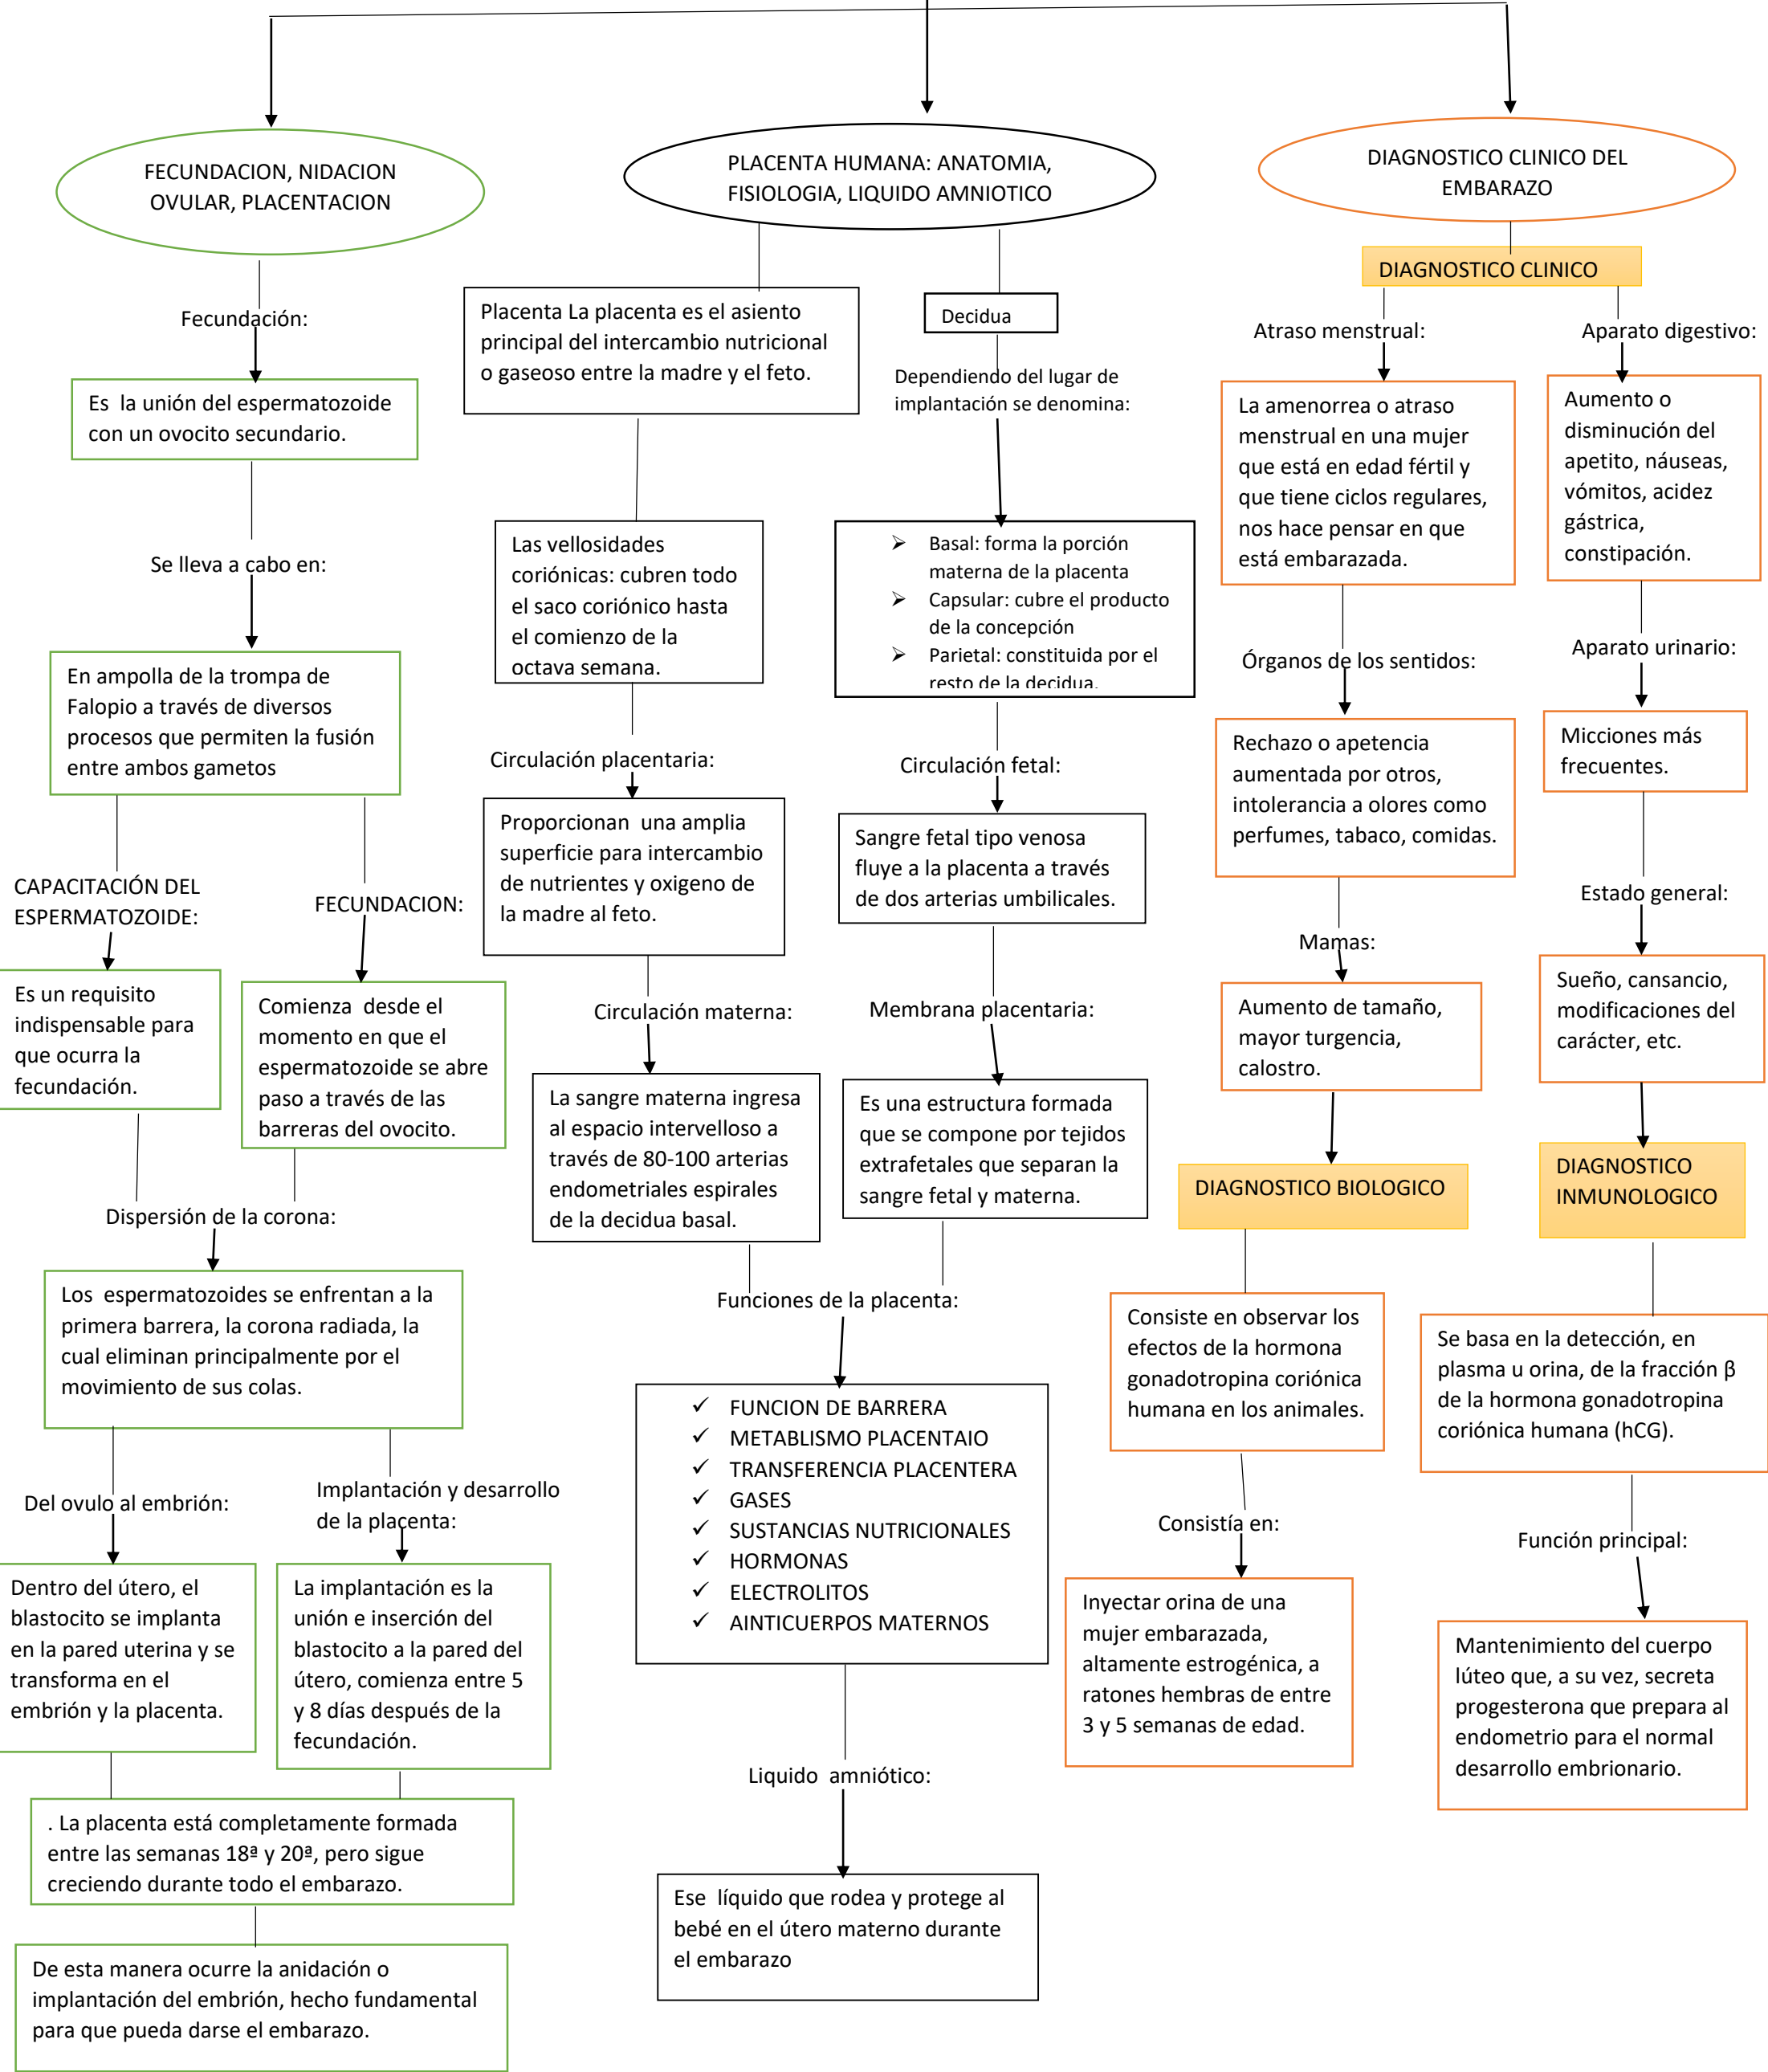 FECUNDACION, NIDACION
OVULAR, PLACENTACION
Fecundación:
Es  la unión del espermatozoide
con un ovocito secundario.
Se lleva a cabo en:
En ampolla de la trompa de
Falopio a través de diversos
procesos que permiten la fusión
entre ambos gametos
CAPACITACIÓN DEL
ESPERMATOZOIDE:
Es un requisito
indispensable para
que ocurra la
fecundación.
FECUNDACION:
Comienza  desde el
momento en que el
espermatozoide se abre
paso a través de las
barreras del ovocito.
Dispersión de la corona:
Los  espermatozoides se enfrentan a la
primera barrera, la corona radiada, la
cual eliminan principalmente por el
movimiento de sus colas.
Del ovulo al embrión:
Dentro del útero, el
blastocito se implanta
en la pared uterina y se
transforma en el
embrión y la placenta.
Implantación y desarrollo
de la placenta:
La implantación es la
unión e inserción del
blastocito a la pared del
útero, comienza entre 5
y 8 días después de la
fecundación.
. La placenta está completamente formada
entre las semanas 18ª y 20ª, pero sigue
creciendo durante todo el embarazo.
De esta manera ocurre la anidación o
implantación del embrión, hecho fundamental
para que pueda darse el embarazo.
PLACENTA HUMANA: ANATOMIA,
FISIOLOGIA, LIQUIDO AMNIOTICO
Placenta La placenta es el asiento
principal del intercambio nutricional
o gaseoso entre la madre y el feto.
Las vellosidades
coriónicas: cubren todo
el saco coriónico hasta
el comienzo de la
octava semana.
Circulación placentaria:
Proporcionan  una amplia
superficie para intercambio
de nutrientes y oxigeno de
la madre al feto.
Circulación materna:
La sangre materna ingresa
al espacio intervelloso a
través de 80-100 arterias
endometriales espirales
de la decidua basal.
Decidua
Dependiendo del lugar de
implantación se denomina:
➢ Basal: forma la porción
materna de la placenta
➢ Capsular: cubre el producto
de la concepción
➢ Parietal: constituida por el
resto de la decidua.
Circulación fetal:
Sangre fetal tipo venosa
fluye a la placenta a través
de dos arterias umbilicales.
Membrana placentaria:
Es una estructura formada
que se compone por tejidos
extrafetales que separan la
sangre fetal y materna.
Funciones de la placenta:
✓ FUNCION DE BARRERA
✓ METABLISMO PLACENTAIO
✓ TRANSFERENCIA PLACENTERA
✓ GASES
✓ SUSTANCIAS NUTRICIONALES
✓ HORMONAS
✓ ELECTROLITOS
✓ AINTICUERPOS MATERNOS
Liquido  amniótico:
Ese  líquido que rodea y protege al
bebé en el útero materno durante
el embarazo
DIAGNOSTICO CLINICO DEL
EMBARAZO
DIAGNOSTICO CLINICO
Atraso menstrual:
La amenorrea o atraso
menstrual en una mujer
que está en edad fértil y
que tiene ciclos regulares,
nos hace pensar en que
está embarazada.
Órganos de los sentidos:
Rechazo o apetencia
aumentada por otros,
intolerancia a olores como
perfumes, tabaco, comidas.
Mamas:
Aumento de tamaño,
mayor turgencia,
calostro.
DIAGNOSTICO BIOLOGICO
Consiste en observar los
efectos de la hormona
gonadotropina coriónica
humana en los animales.
Consistía en:
Inyectar orina de una
mujer embarazada,
altamente estrogénica, a
ratones hembras de entre
3 y 5 semanas de edad.
Aparato digestivo:
Aumento o
disminución del
apetito, náuseas,
vómitos, acidez
gástrica,
constipación.
Aparato urinario:
Micciones más
frecuentes.
Estado general:
Sueño, cansancio,
modificaciones del
carácter, etc.
DIAGNOSTICO
INMUNOLOGICO
Se basa en la detección, en
plasma u orina, de la fracción β
de la hormona gonadotropina
coriónica humana (hCG).
Función principal:
Mantenimiento del cuerpo
lúteo que, a su vez, secreta
progesterona que prepara al
endometrio para el normal
desarrollo embrionario.